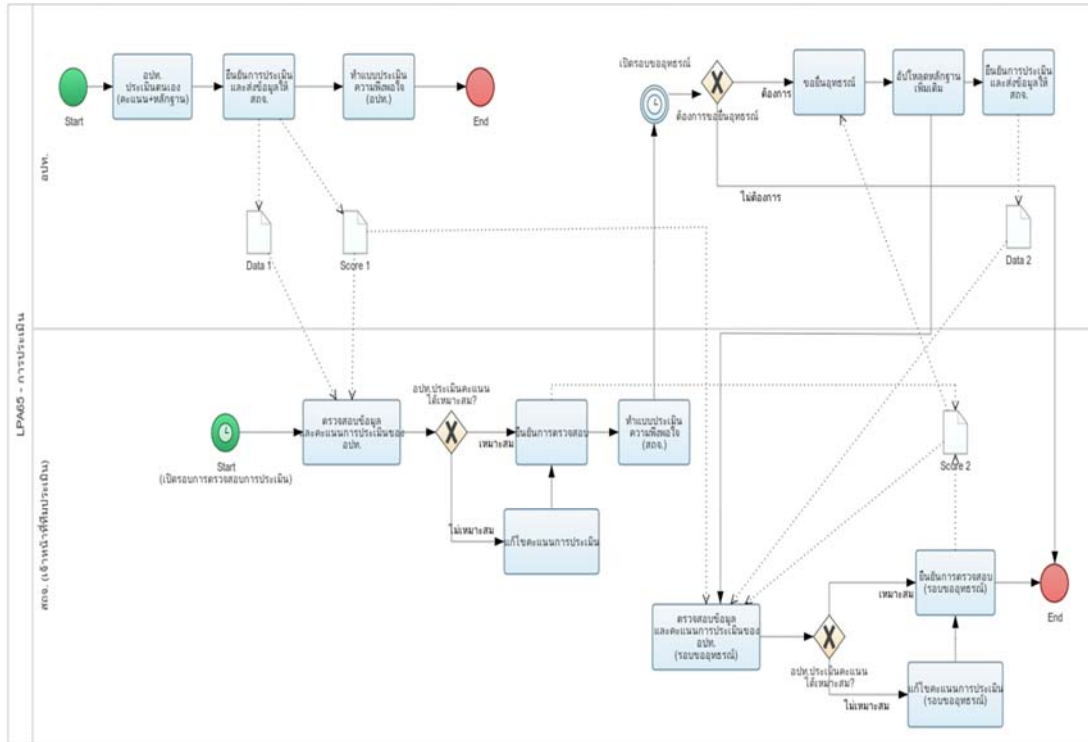 LPA65 - การประเมิน
อปท.
Start
อปท.
ประเมินตนเอง
(คะแนน+หลักฐาน)
ยืนยันการประเมิน
และส่งข้อมูลให้
สถจ.
ทำแบบประเมิน
ความพึงพอใจ
(อปท.)
End
เปิดรอบขออุทธรณ์
ต้องการขอยื่นอุทธรณ์
ต้องการ
ไม่ต้องการ
ขอยื่นอุทธรณ์
อัปโหลดหลักฐาน
เพิ่มเติม
ยืนยันการประเมิน
และส่งข้อมูลให้
สถจ.
Data 1
Score 1
Data 2
สถจ. (เจ้าหน้าที่ทีมประเมิน)
Start
(เปิดรอบการตรวจสอบการประเมิน)
ตรวจสอบข้อมูล
และคะแนนการประเมินของ
อปท.
อปท.ประเมินคะแนน
ได้เหมาะสม?
เหมาะสม
ไม่เหมาะสม
ยืนยันการตรวจสอบ
ทำแบบประเมิน
ความพึงพอใจ
(สถจ.)
แก้ไขคะแนนการประเมิน
Score 2
ตรวจสอบข้อมูล
และคะแนนการประเมินของ
อปท.
(รอบขออุทธรณ์)
อปท.ประเมินคะแนน
ได้เหมาะสม?
เหมาะสม
ไม่เหมาะสม
ยืนยันการตรวจสอบ
(รอบขออุทธรณ์)
แก้ไขคะแนนการประเมิน
(รอบขออุทธรณ์)
End